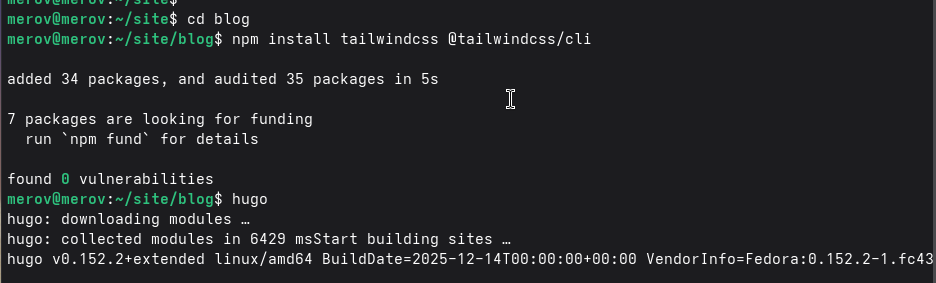 merov@merov:~/site$
merov@merov:~/site$ cd blog
merov@merov:~/site/blog$ npm install tailwindcss @tailwindcss/cli
added 34 packages, and audited 35 packages in 5s
7 packages are looking for funding
  run `npm fund` for details
found 0 vulnerabilities
merov@merov:~/site/blog$ hugo
hugo: downloading modules …
hugo: collected modules in 6429 msStart building sites …
hugo v0.152.2+extended linux/amd64 BuildDate=2025-12-14T00:00:00+00:00 VendorInfo=Fedora:0.152.2-1.fc43